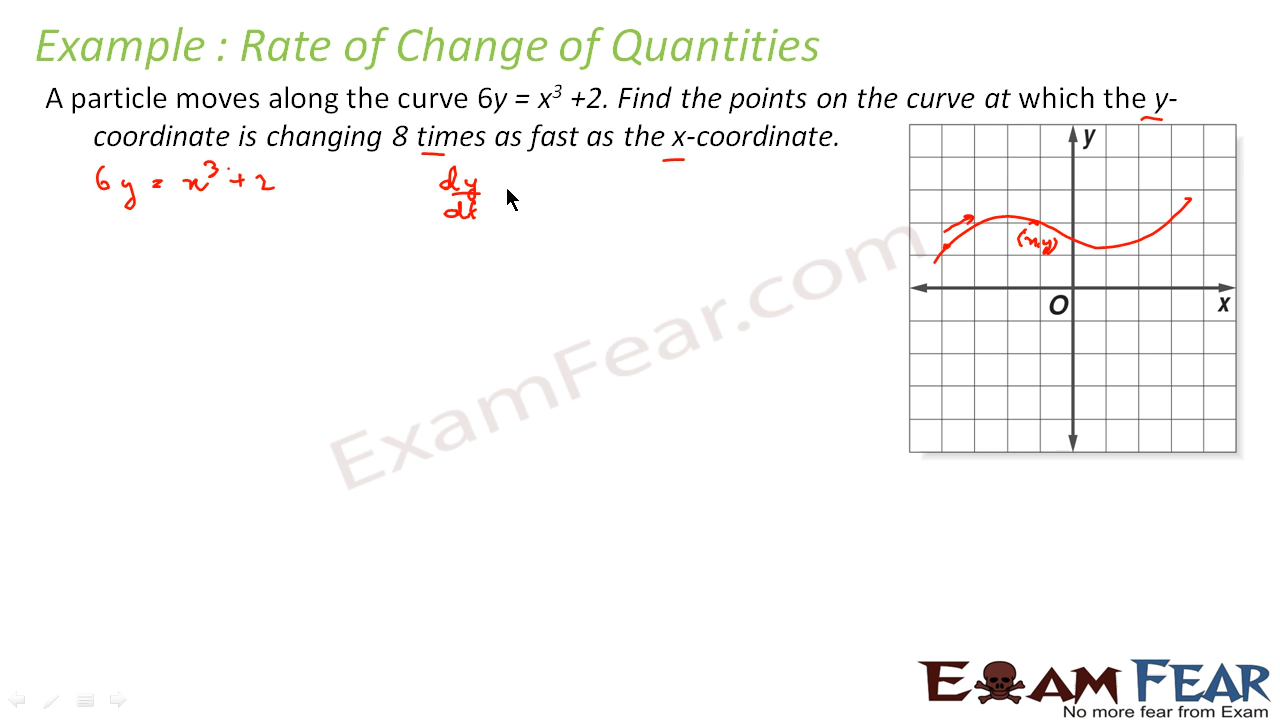 Example : Rate of Change of Quantities
A particle moves along the curve 6y = x³ +2. Find the points on the curve at which the y-
coordinate is changing 8 times as fast as the x-coordinate.
6y = x³ + 2
dy
dt
y
(x,y)
O
x
ExamFear.com
EXAM FEAR
No more fear from Exam